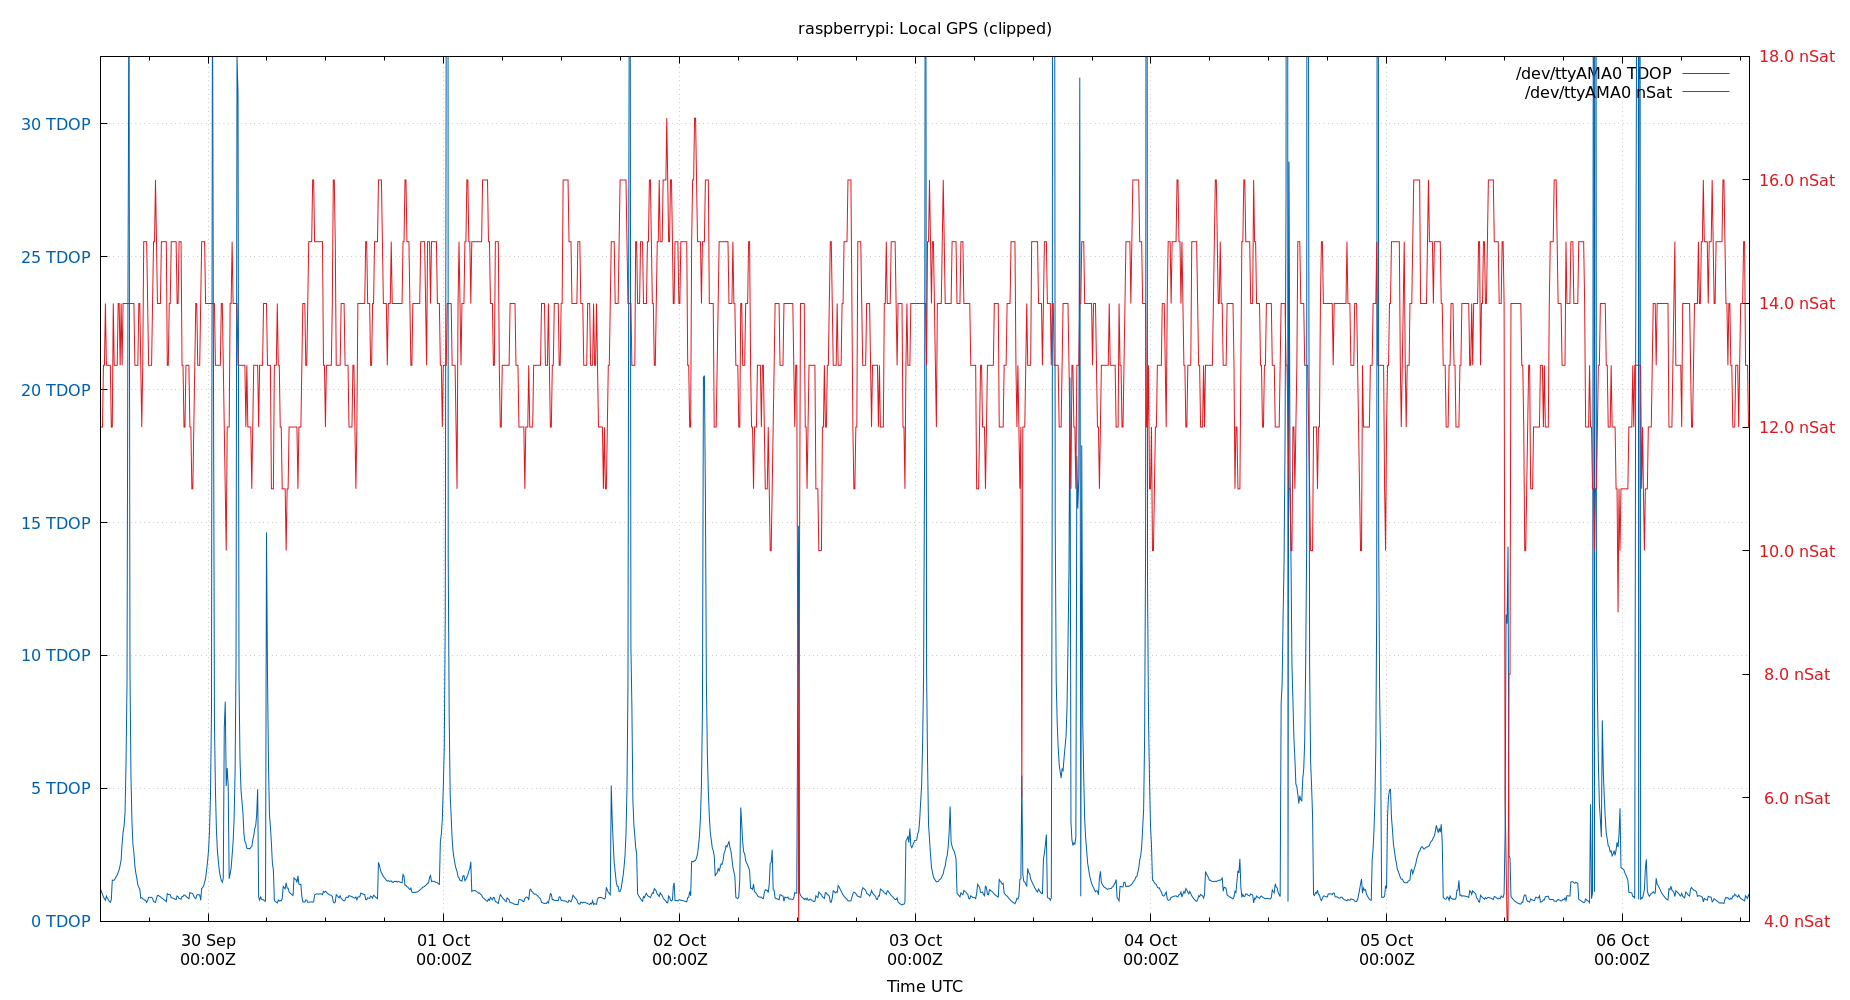 raspberrypi: Local GPS (clipped)
/dev/ttyAMA0 TDOP
/dev/ttyAMA0 nSat
30 TDOP
25 TDOP
20 TDOP
15 TDOP
10 TDOP
5 TDOP
0 TDOP
18.0 nSat
16.0 nSat
14.0 nSat
12.0 nSat
10.0 nSat
8.0 nSat
6.0 nSat
4.0 nSat
30 Sep
00:00Z
01 Oct
00:00Z
02 Oct
00:00Z
03 Oct
00:00Z
04 Oct
00:00Z
05 Oct
00:00Z
06 Oct
00:00Z
Time UTC